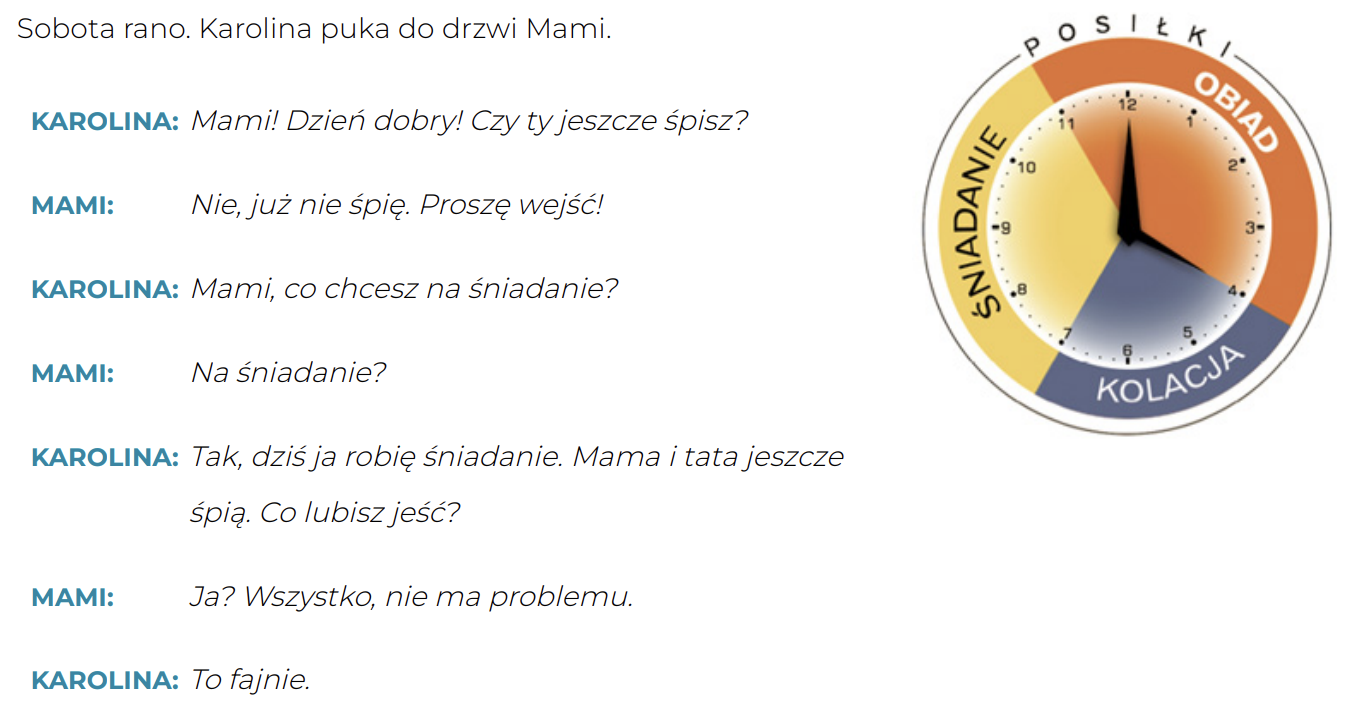 Sobota rano. Karolina puka do drzwi Mami.
KAROLINA: Mami! Dzień dobry! Czy ty jeszcze śpisz?
MAMI: Nie, już nie śpię. Proszę wejść!
KAROLINA: Mami, co chcesz na śniadanie?
MAMI: Na śniadanie?
KAROLINA: Tak, dziś ja robię śniadanie. Mama i tata jeszcze
śpią. Co lubisz jeść?
MAMI: Ja? Wszystko, nie ma problemu.
KAROLINA: To fajnie.
POSIŁKI
OBIAD
KOLACJA
ŚNIADANIE
12
1
2
3
4
5
6
7
8
9
10
11